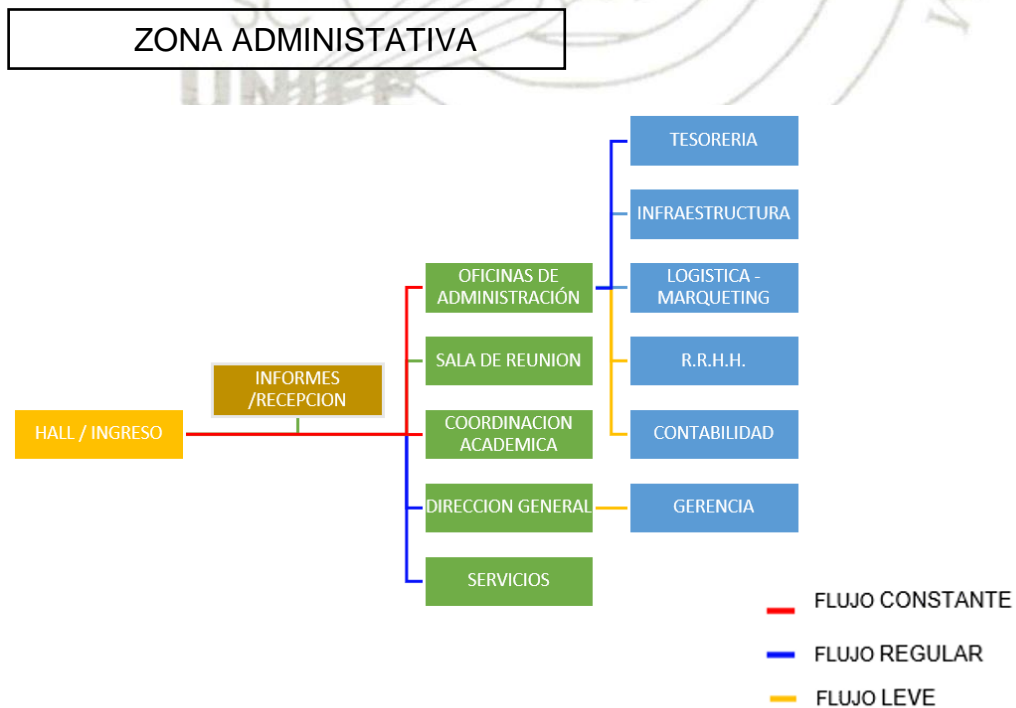 ZONA ADMINISTATIVA
UNIFE
TESORERIA
INFRAESTRUCTURA
OFICINAS DE
ADMINISTRACIÓN
LOGISTICA -
MARQUETING
SALA DE REUNION
R.R.H.H.
INFORMES
/RECEPCION
HALL / INGRESO
COORDINACION
ACADEMICA
CONTABILIDAD
DIRECCION GENERAL
GERENCIA
SERVICIOS
FLUJO CONSTANTE
FLUJO REGULAR
FLUJO LEVE